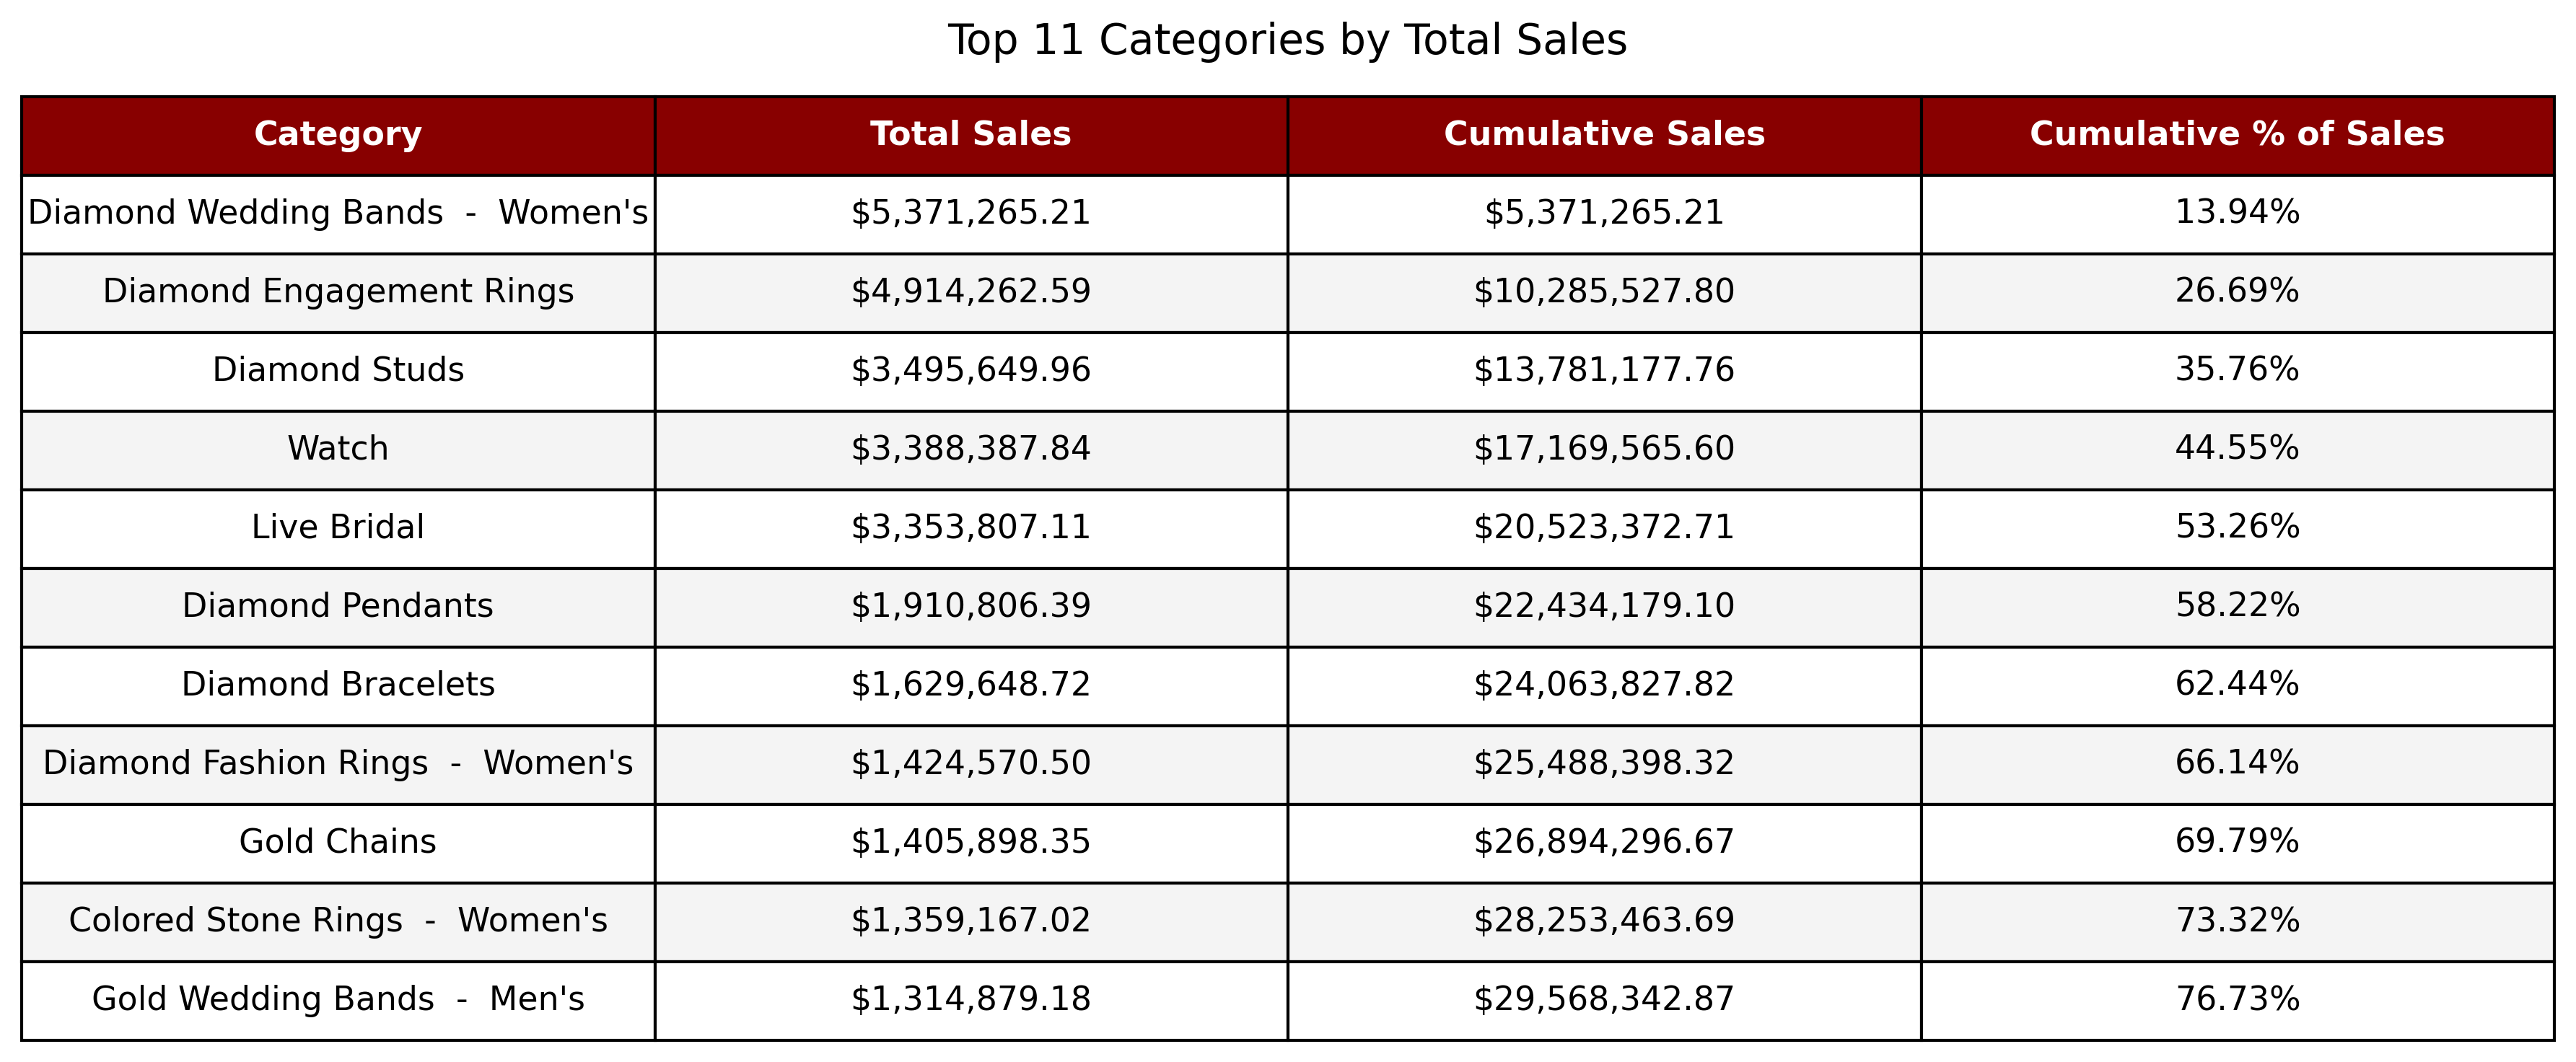 Top 11 Categories by Total Sales
Category Total Sales Cumulative Sales Cumulative % of Sales
Diamond Wedding Bands  -  Women's $5,371,265.21 $5,371,265.21 13.94%
Diamond Engagement Rings $4,914,262.59 $10,285,527.80 26.69%
Diamond Studs $3,495,649.96 $13,781,177.76 35.76%
Watch $3,388,387.84 $17,169,565.60 44.55%
Live Bridal $3,353,807.11 $20,523,372.71 53.26%
Diamond Pendants $1,910,806.39 $22,434,179.10 58.22%
Diamond Bracelets $1,629,648.72 $24,063,827.82 62.44%
Diamond Fashion Rings  -  Women's $1,424,570.50 $25,488,398.32 66.14%
Gold Chains $1,405,898.35 $26,894,296.67 69.79%
Colored Stone Rings  -  Women's $1,359,167.02 $28,253,463.69 73.32%
Gold Wedding Bands  -  Men's $1,314,879.18 $29,568,342.87 76.73%